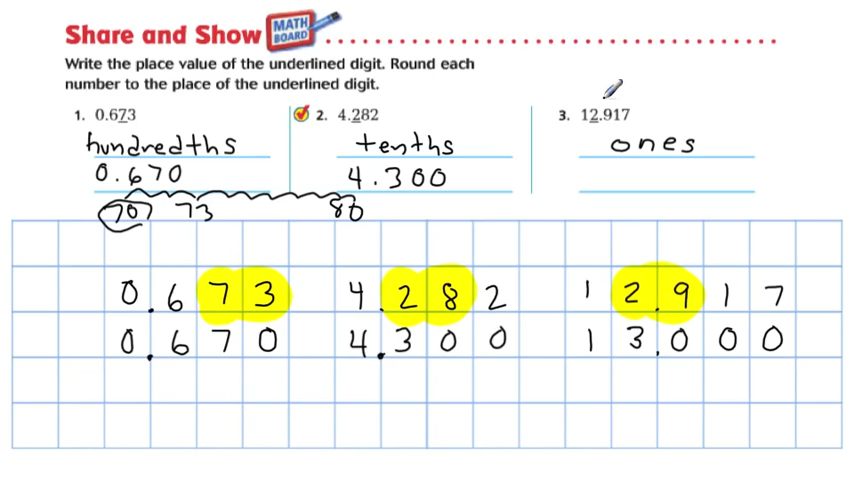 Share and Show MATH BOARD
Write the place value of the underlined digit. Round each
number to the place of the underlined digit.
1. 0.673 2. 4.282 3. 12.917
hundredths tenths ones
0.670 4.300
70 73 80
0.673 4.282 12.917
0.670 4.300 13.000